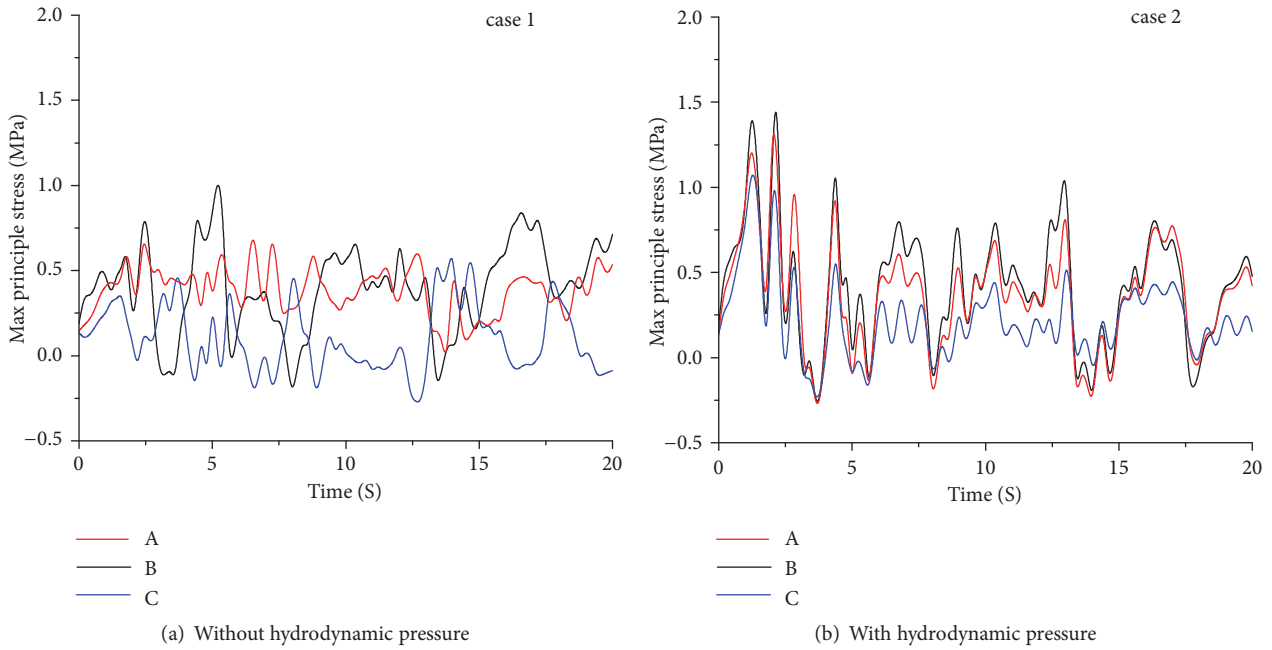 case 1
Max principle stress (MPa)
2.0
1.5
1.0
0.5
0.0
−0.5
0
5
10
15
20
Time (S)
A
B
C
(a) Without hydrodynamic pressure
case 2
Max principle stress (MPa)
2.0
1.5
1.0
0.5
0.0
−0.5
0
5
10
15
20
Time (S)
A
B
C
(b) With hydrodynamic pressure